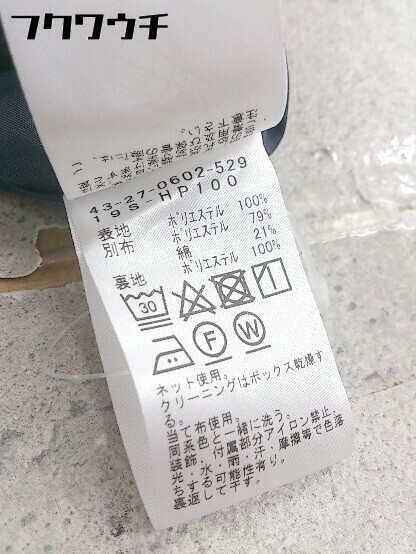 フクワウチ
43-27-0602-529
19S-HP100
表地 ポリエステル 100%
別布 ポリエステル 79%
綿 21%
裏地 ポリエステル 100%
30
F W
ネット使用。
クリーニングはボックス乾燥す
る。
当て布使用。
同系色と一緒に洗う。
装飾・付属部分アイロン禁止。
光・水・雨・汗・摩擦等で色落
ちする可能性有り。
裏返して干す。